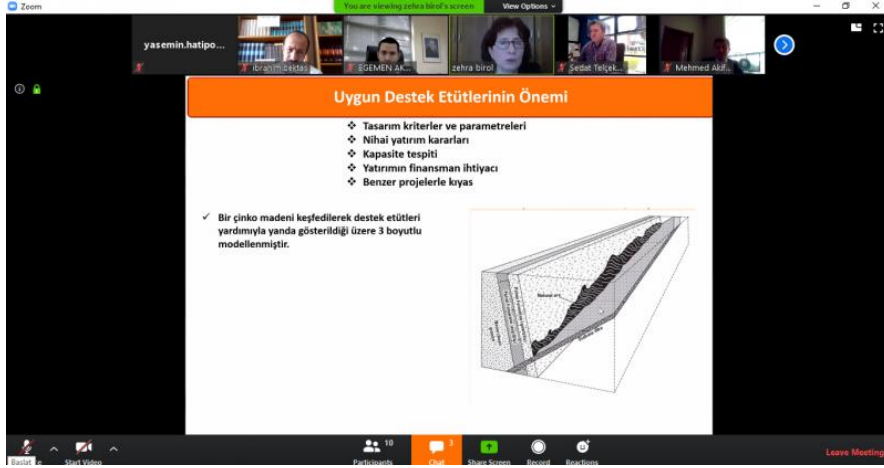 Zoom
You are viewing zehra birol's screen
View Options
yasemin.hatipo...
ibrahim bektas
EGEMEN AK...
zehra birol
Sedat Telçek...
Mehmed Akif...
Uygun Destek Etütlerinin Önemi
❖ Tasarım kriterler ve parametreleri
❖ Nihai yatırım kararları
❖ Kapasite tespiti
❖ Yatırımın finansman ihtiyacı
❖ Benzer projelerle kıyas
✓ Bir çinko madeni keşfedilerek destek etütleri
yardımıyla yanda gösterildiği üzere 3 boyutlu
modellenmiştir.
10
3
Start Video
Participants
Chat
Share Screen
Record
Reactions
Leave Meeting